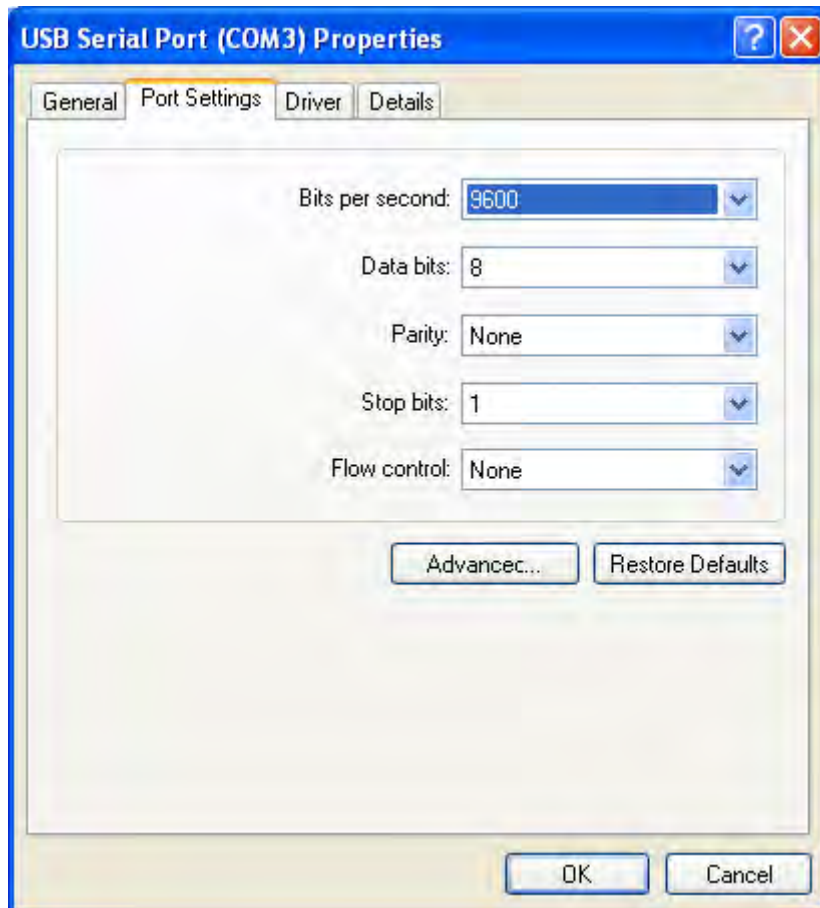 USB Serial Port (COM3) Properties
General Port Settings Driver Details
Bits per second: 9600
Data bits: 8
Parity: None
Stop bits: 1
Flow control: None
Advancec... Restore Defaults
OK Cancel